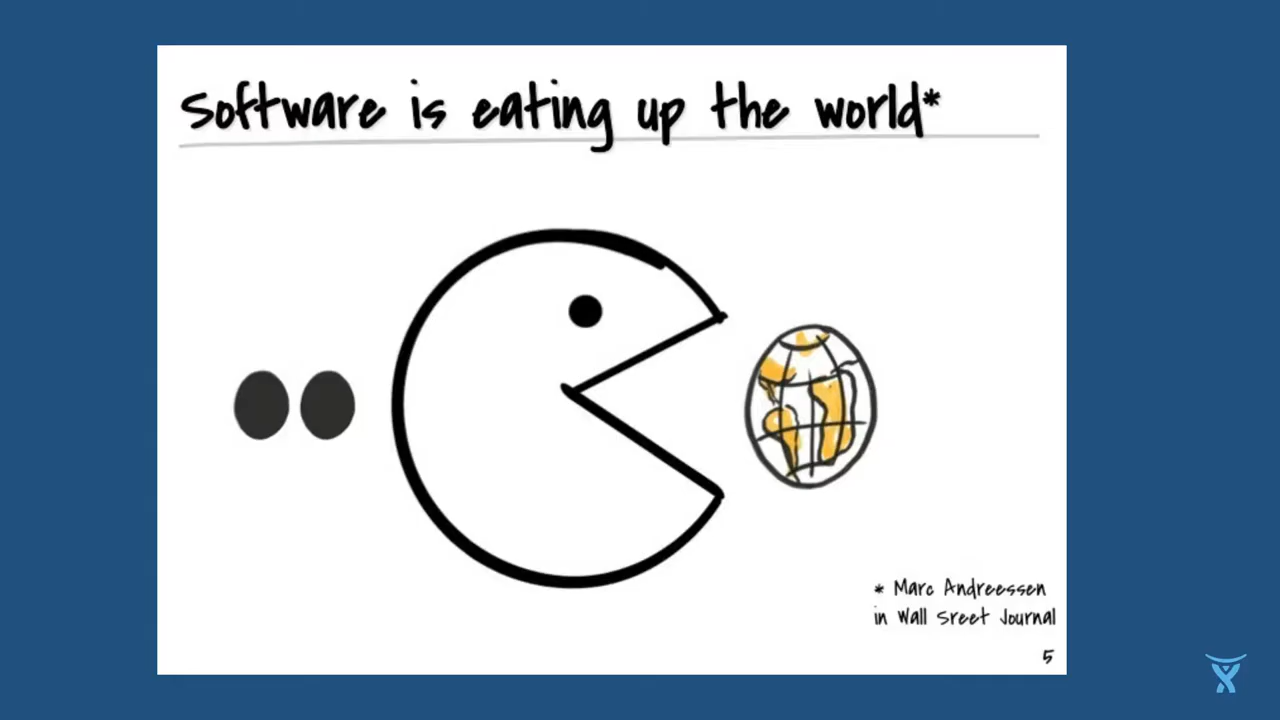 Software is eating up the world*
* Marc Andreessen
in Wall Sreet Journal
5